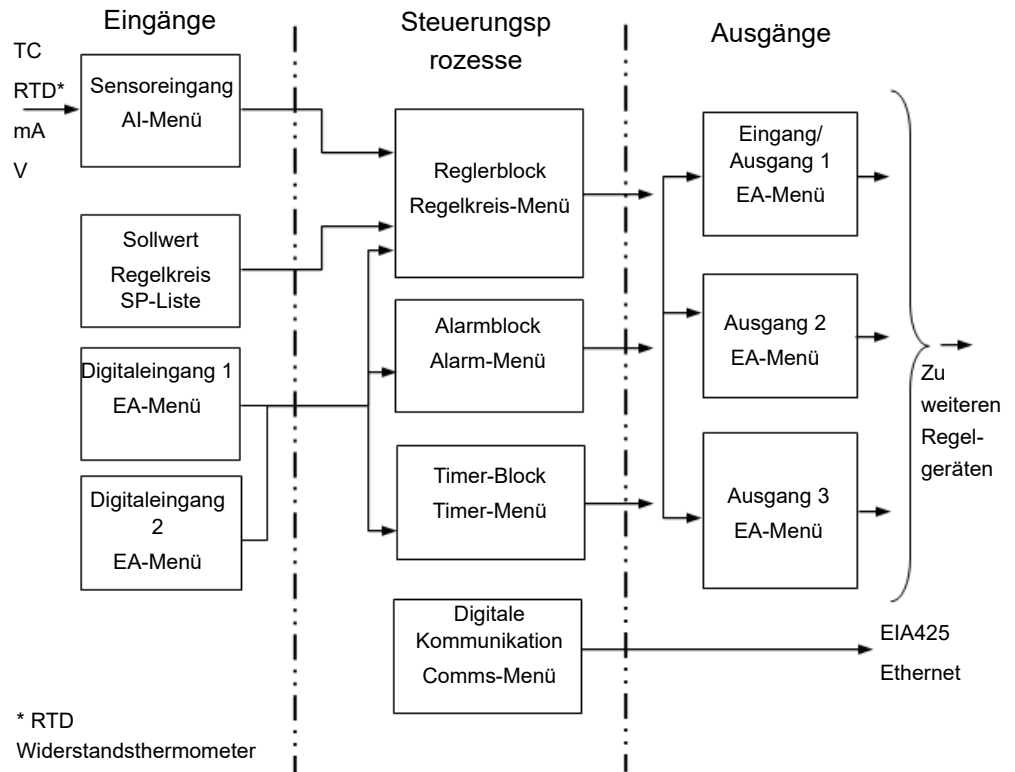 Eingänge
Steuerungsp
rozesse
Ausgänge
TC
RTD*
mA
V
Sensoreingang
AI-Menü
Sollwert
Regelkreis
SP-Liste
Digitaleingang 1
EA-Menü
Digitaleingang
2
EA-Menü
Reglerblock
Regelkreis-Menü
Alarmblock
Alarm-Menü
Timer-Block
Timer-Menü
Digitale
Kommunikation
Comms-Menü
Eingang/
Ausgang 1
EA-Menü
Ausgang 2
EA-Menü
Ausgang 3
EA-Menü
Zu
weiteren
Regel-
geräten
EIA425
Ethernet
* RTD
Widerstandsthermometer